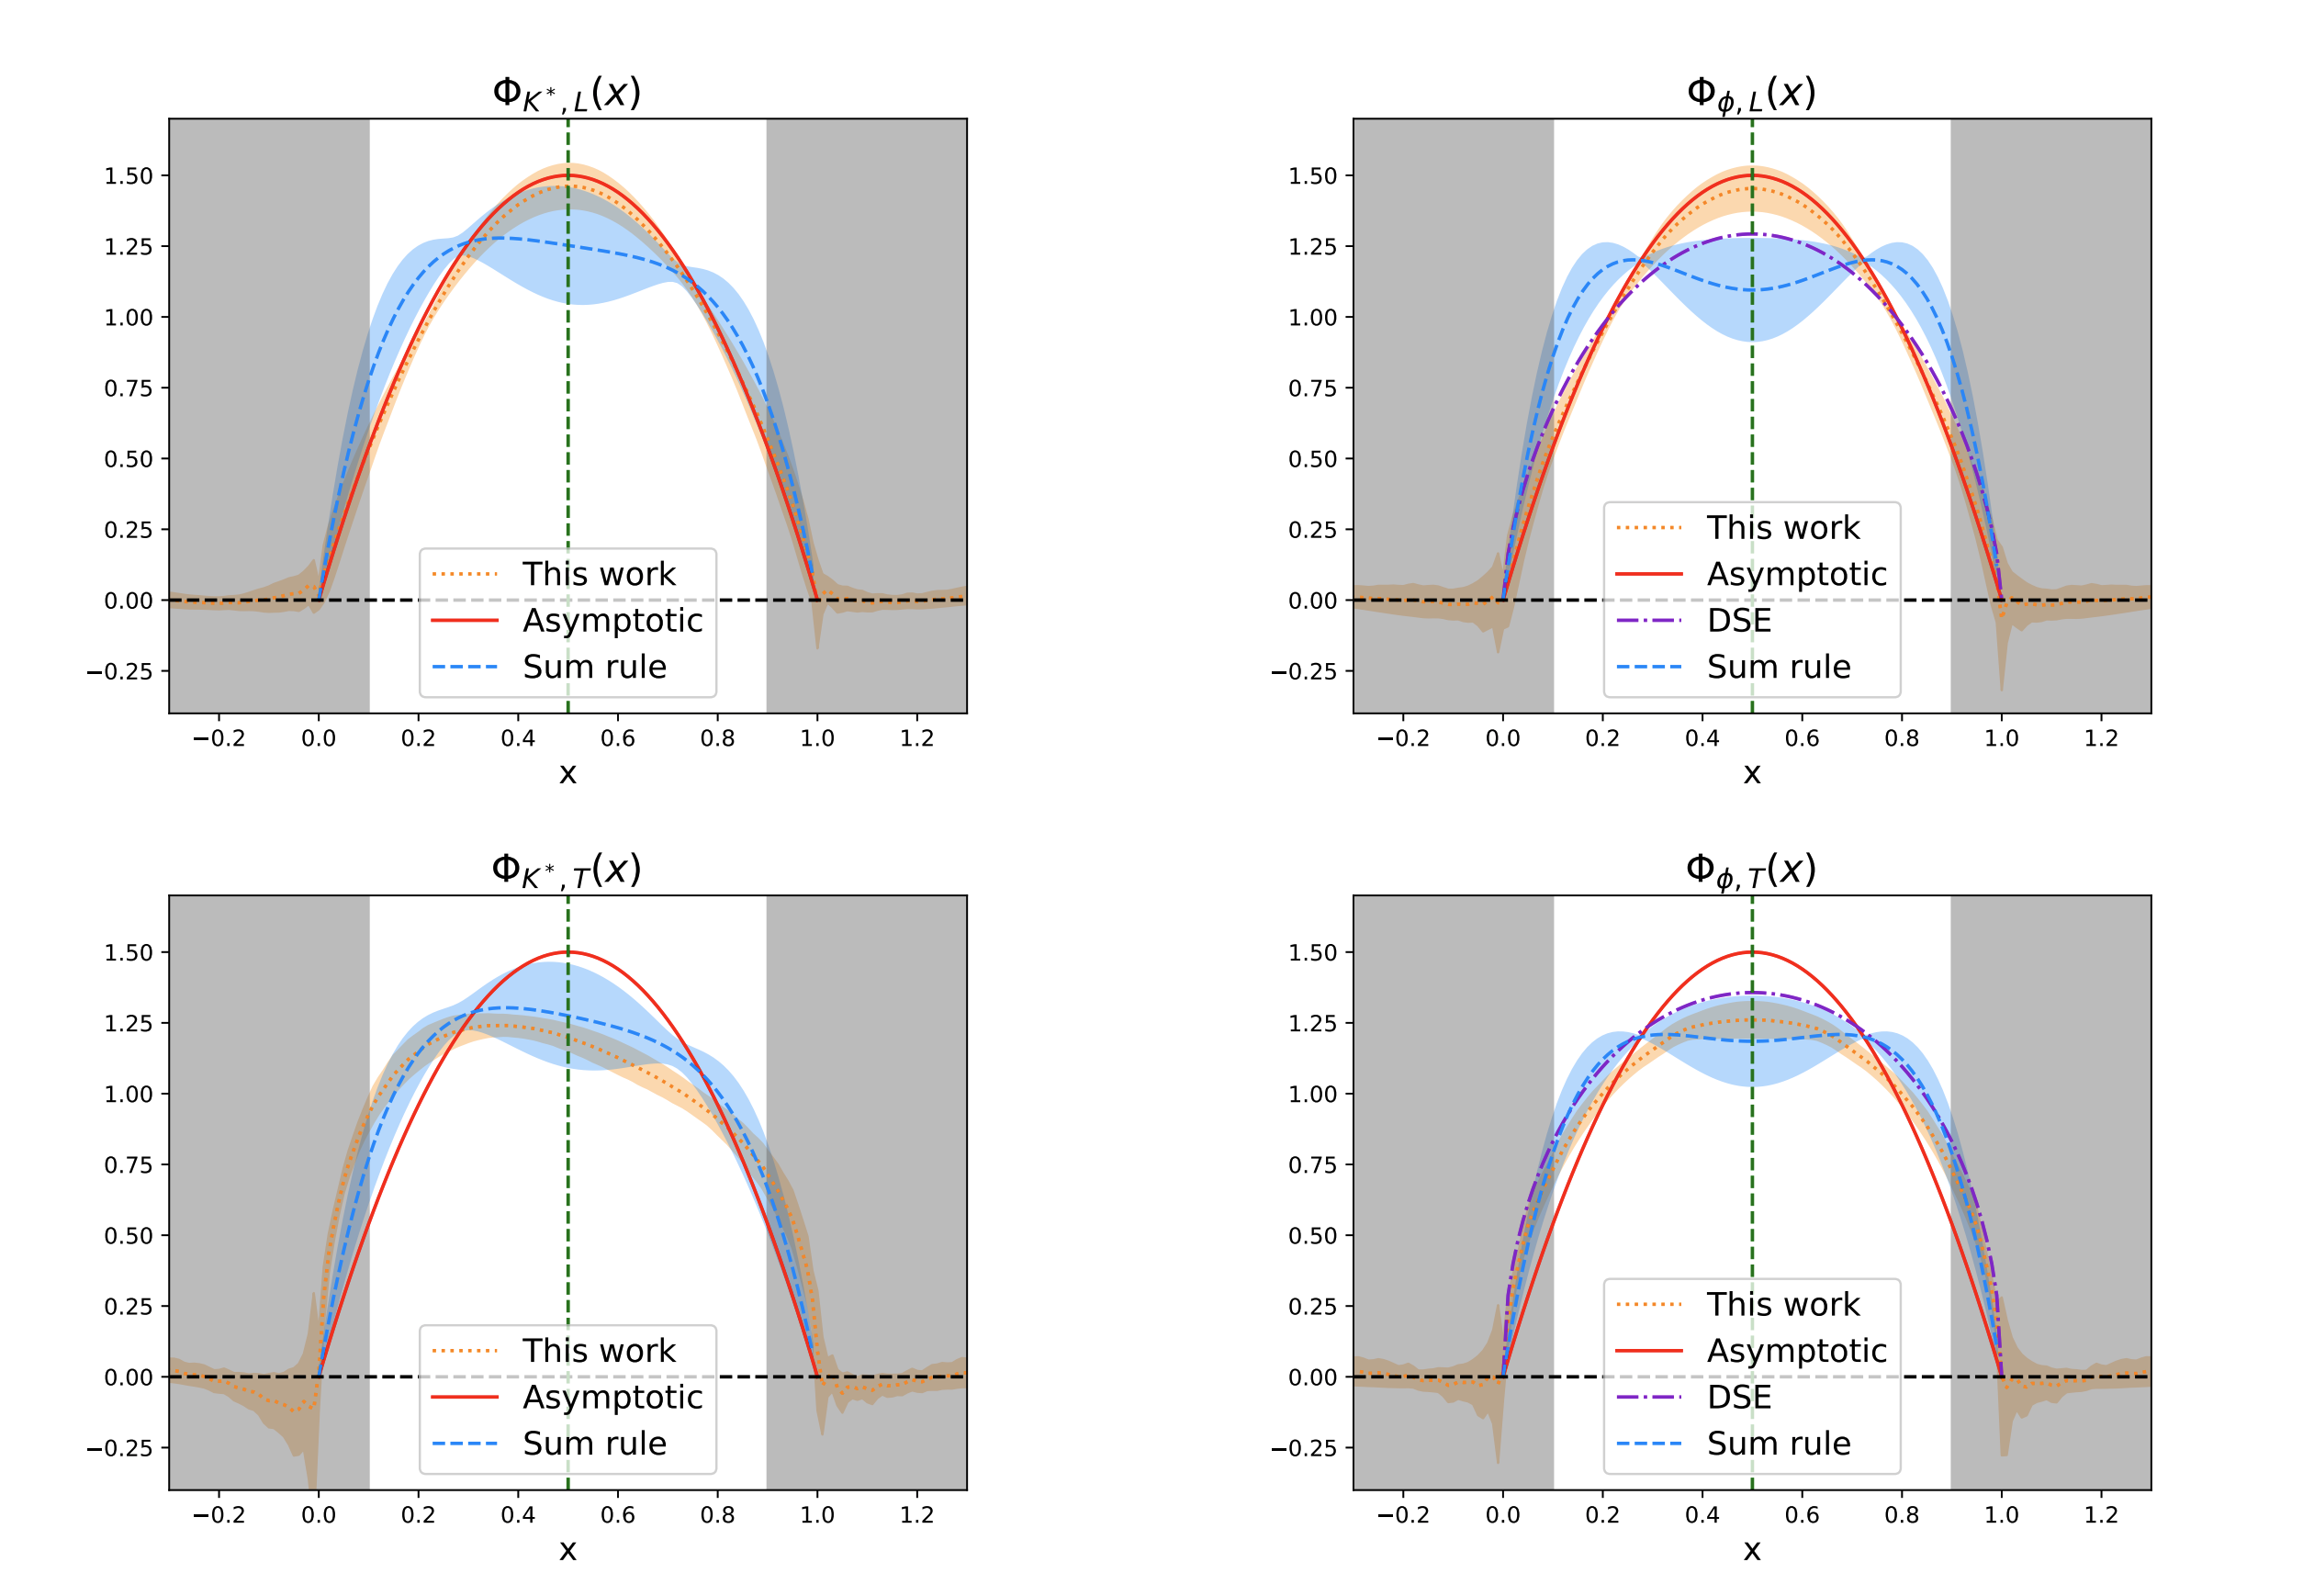 Φ_{K*, L}(x)
1.50
1.25
1.00
0.75
0.50
0.25
0.00
−0.25
This work
Asymptotic
Sum rule
−0.2 0.0 0.2 0.4 0.6 0.8 1.0 1.2
x
Φ_{ϕ, L}(x)
1.50
1.25
1.00
0.75
0.50
0.25
0.00
−0.25
This work
Asymptotic
DSE
Sum rule
−0.2 0.0 0.2 0.4 0.6 0.8 1.0 1.2
x
Φ_{K*, T}(x)
1.50
1.25
1.00
0.75
0.50
0.25
0.00
−0.25
This work
Asymptotic
Sum rule
−0.2 0.0 0.2 0.4 0.6 0.8 1.0 1.2
x
Φ_{ϕ, T}(x)
1.50
1.25
1.00
0.75
0.50
0.25
0.00
−0.25
This work
Asymptotic
DSE
Sum rule
−0.2 0.0 0.2 0.4 0.6 0.8 1.0 1.2
x